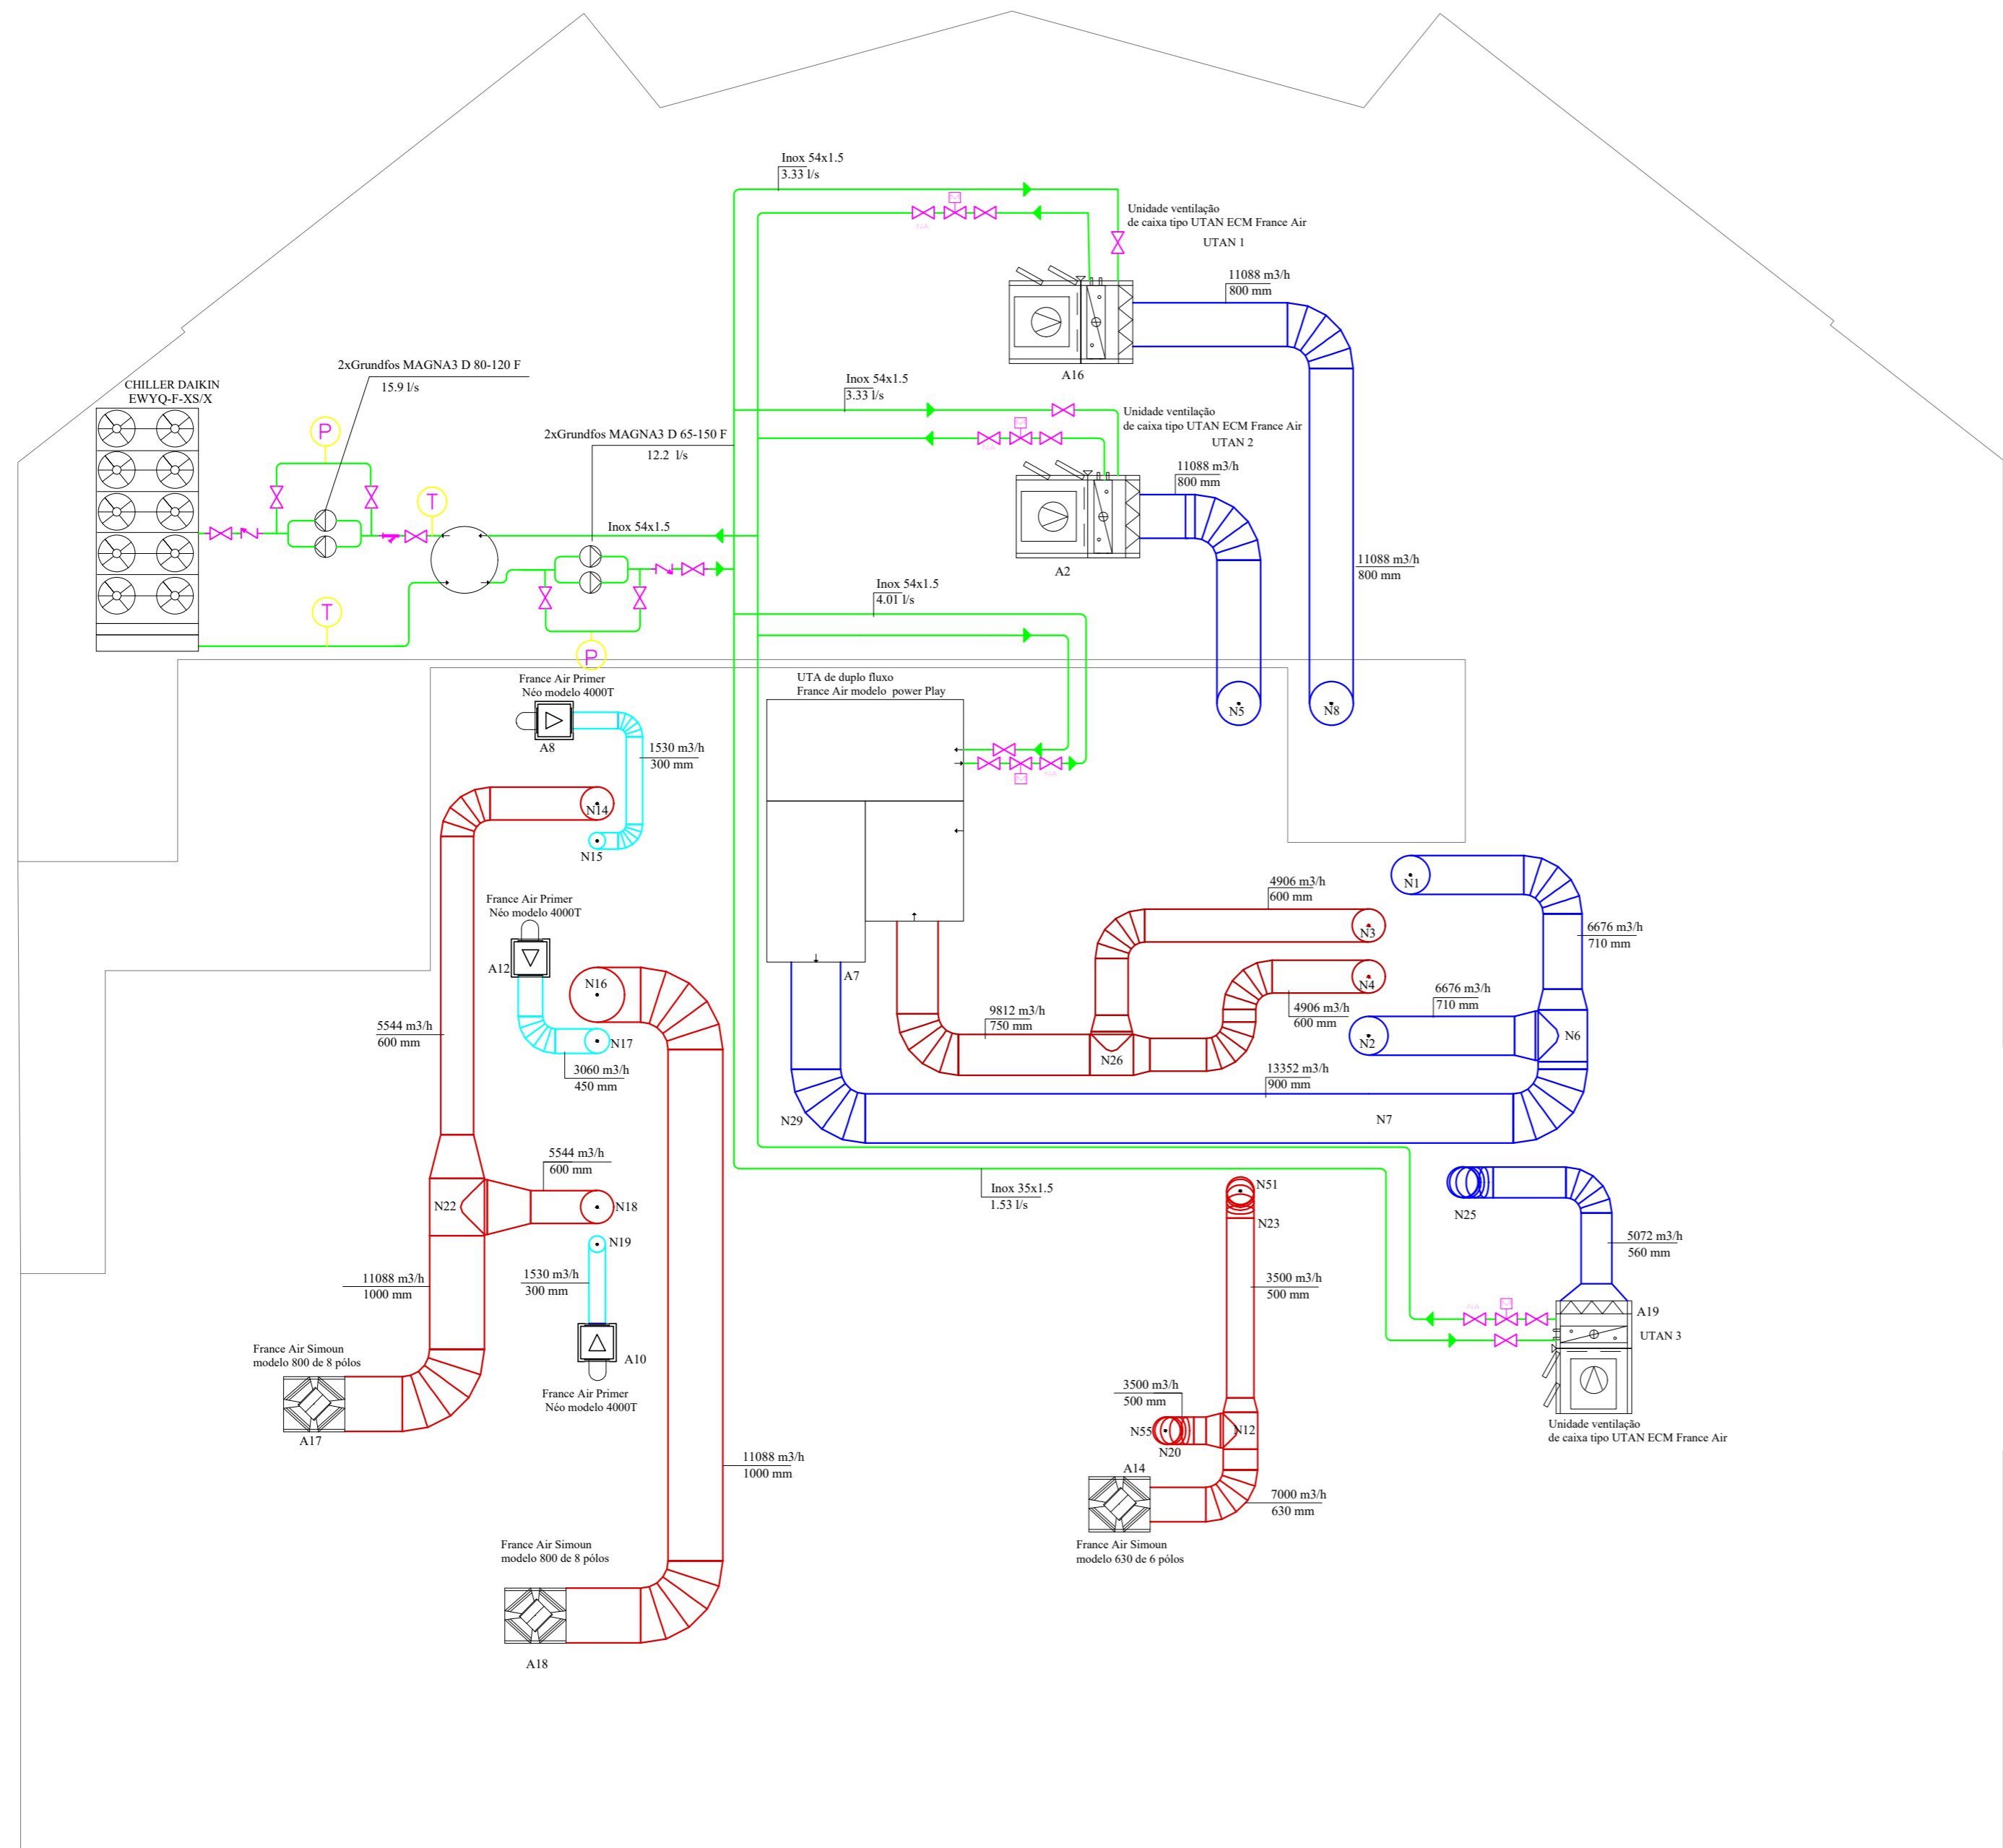 Inox 54x1.5
3.33 l/s
NA
Unidade ventilação
de caixa tipo UTAN ECM France Air
UTAN 1
11088 m3/h
800 mm
A16
2xGrundfos MAGNA3 D 80-120 F
15.9 l/s
CHILLER DAIKIN
EWYQ-F-XS/X
P
T
T
2xGrundfos MAGNA3 D 65-150 F
12.2 l/s
Inox 54x1.5
P
Inox 54x1.5
3.33 l/s
NA
Unidade ventilação
de caixa tipo UTAN ECM France Air
UTAN 2
11088 m3/h
800 mm
A2
11088 m3/h
800 mm
Inox 54x1.5
4.01 l/s
N5
N8
France Air Primer
Néo modelo 4000T
A8
1530 m3/h
300 mm
UTA de duplo fluxo
France Air modelo power Play
NA
N14
N15
France Air Primer
Néo modelo 4000T
A12
N16
N17
3060 m3/h
450 mm
5544 m3/h
600 mm
A7
4906 m3/h
600 mm
N3
N4
4906 m3/h
600 mm
9812 m3/h
750 mm
N26
N1
6676 m3/h
710 mm
6676 m3/h
710 mm
N2
N6
13352 m3/h
900 mm
N29
N7
5544 m3/h
600 mm
N22
N18
N19
1530 m3/h
300 mm
11088 m3/h
1000 mm
A10
France Air Primer
Néo modelo 4000T
France Air Simoun
modelo 800 de 8 pólos
A17
11088 m3/h
1000 mm
France Air Simoun
modelo 800 de 8 pólos
A18
Inox 35x1.5
1.53 l/s
N51
N23
3500 m3/h
500 mm
3500 m3/h
500 mm
N55
N20
N12
A14
7000 m3/h
630 mm
France Air Simoun
modelo 630 de 6 pólos
N25
5072 m3/h
560 mm
NA
A19
UTAN 3
Unidade ventilação
de caixa tipo UTAN ECM France Air